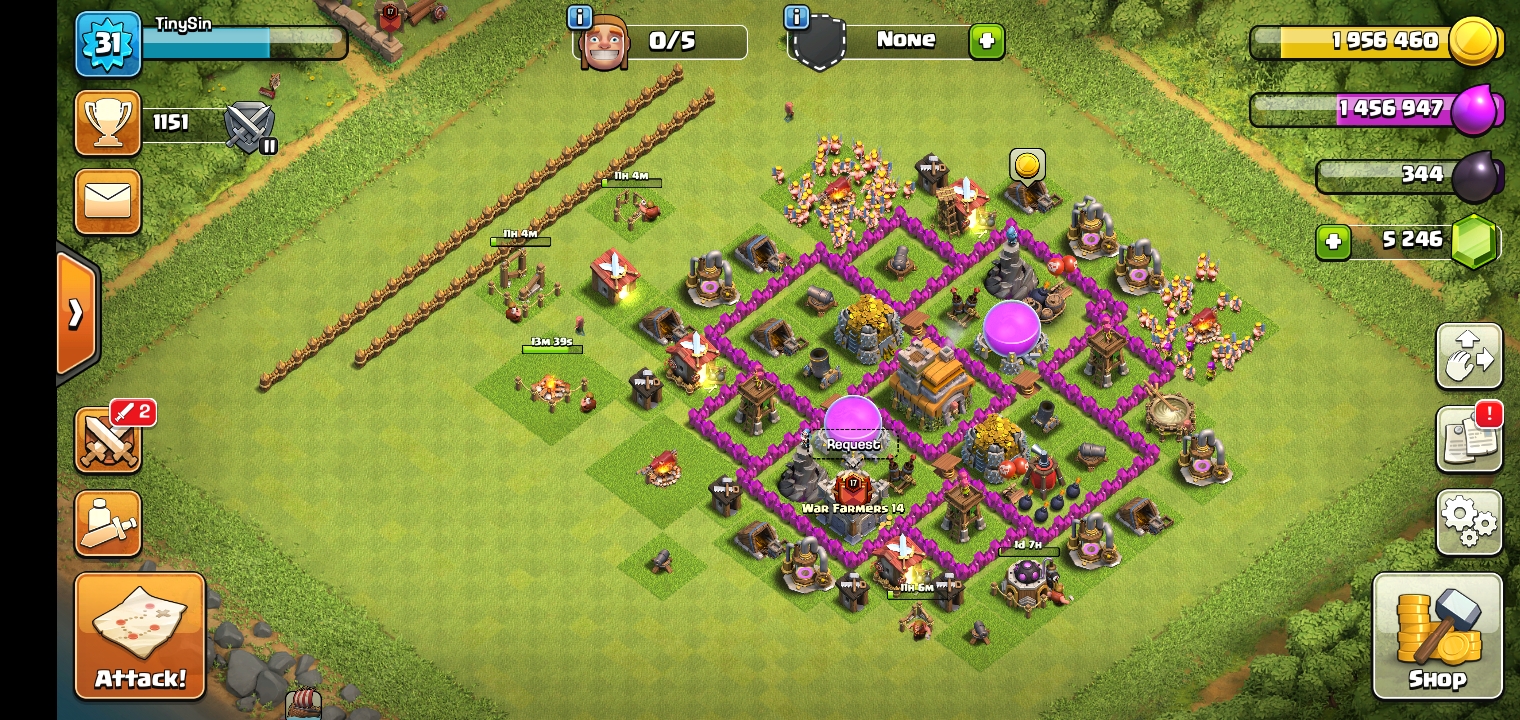 TinySin
31
0/5
None
1 956 460
1151
1 456 947
344
5 246
11h 4m
11h 4m
13m 39s
2
!
Request
17
War Farmers 14
1d 7h
11h 6m
Attack!
Shop